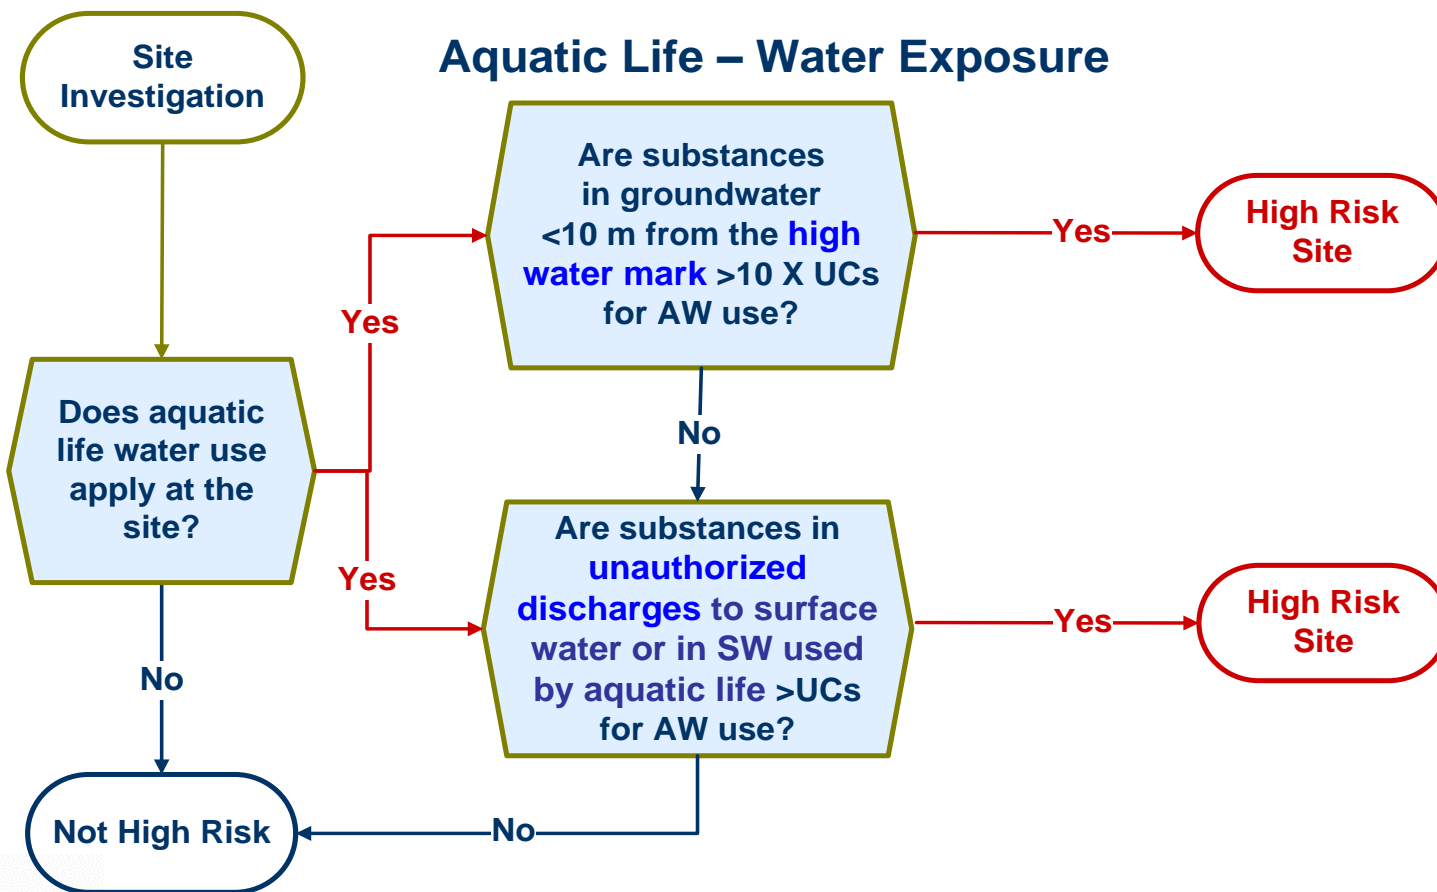 Aquatic Life – Water Exposure
Site
Investigation
Are substances
in groundwater
<10 m from the high
water mark >10 X UCs
for AW use?
Yes
High Risk
Site
Yes
Does aquatic
life water use
apply at the
site?
No
Yes
Are substances in
unauthorized
discharges to surface
water or in SW used
by aquatic life >UCs
for AW use?
Yes
High Risk
Site
No
Not High Risk
No